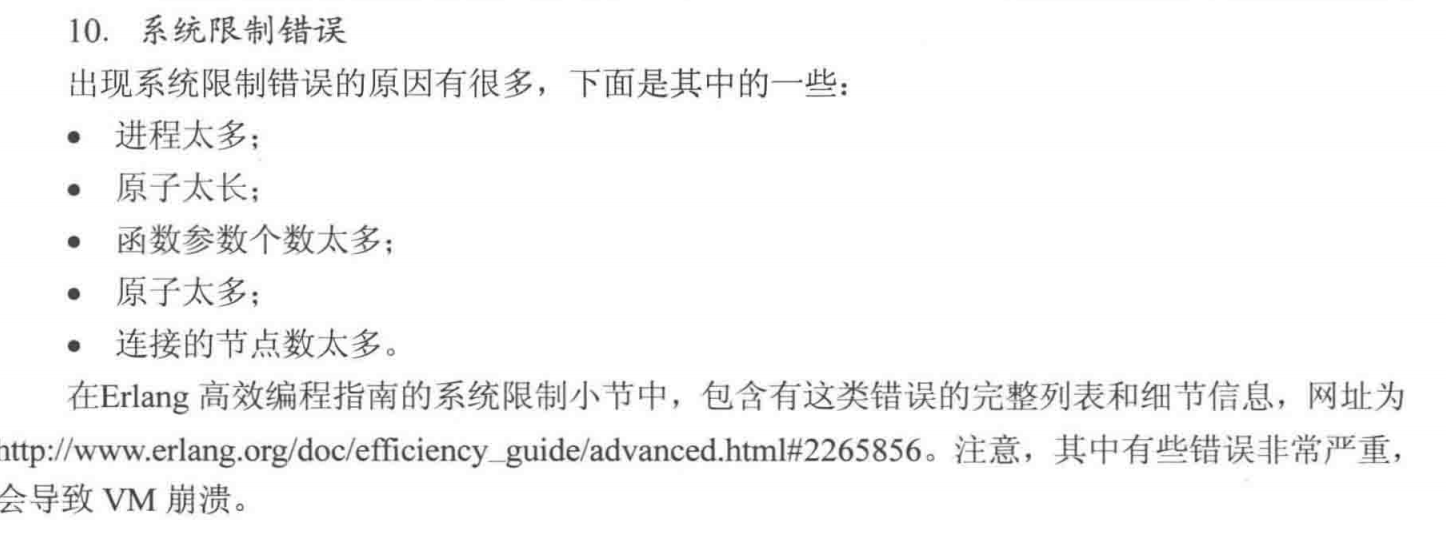 10. 系统限制错误
出现系统限制错误的原因有很多，下面是其中的一些：
• 进程太多；
• 原子太长；
• 函数参数个数太多；
• 原子太多；
• 连接的节点数太多。
在Erlang 高效编程指南的系统限制小节中，包含有这类错误的完整列表和细节信息，网址为
http://www.erlang.org/doc/efficiency_guide/advanced.html#2265856。注意，其中有些错误非常严重，
会导致 VM 崩溃。